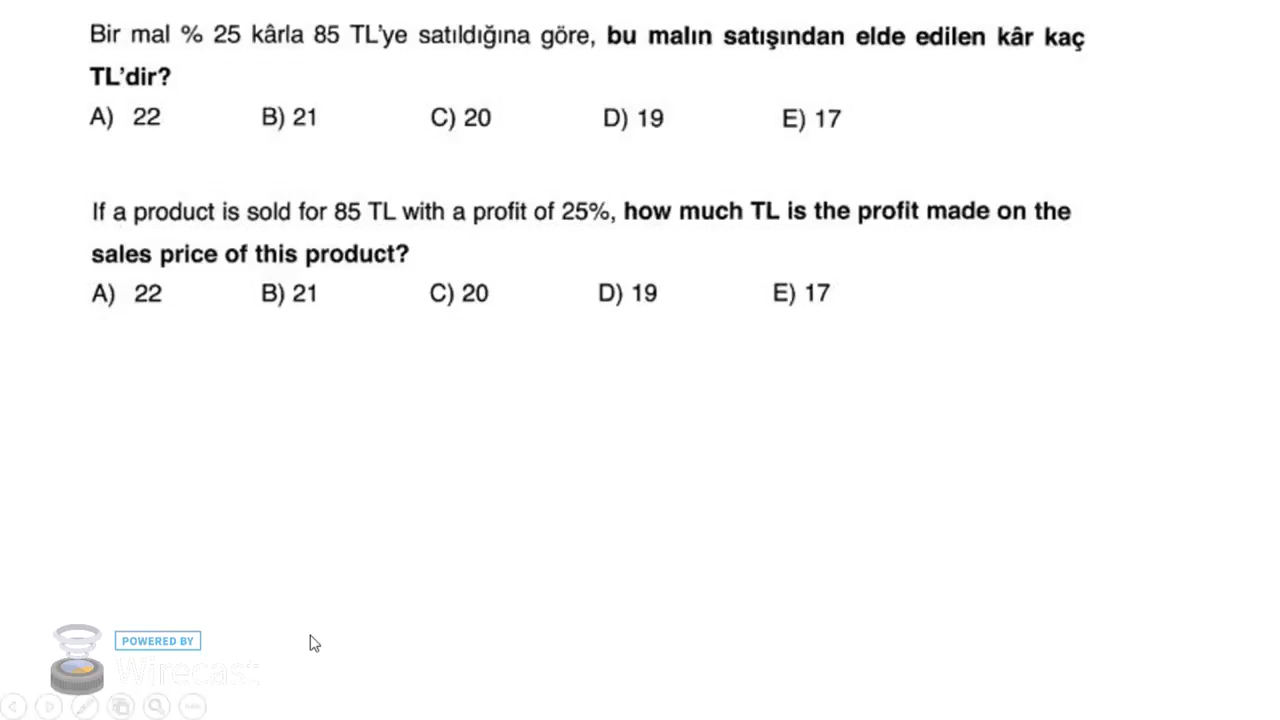 Bir mal % 25 kârla 85 TL'ye satıldığına göre, bu malın satışından elde edilen kâr kaç
TL'dir?
A) 22 B) 21 C) 20 D) 19 E) 17
If a product is sold for 85 TL with a profit of 25%, how much TL is the profit made on the
sales price of this product?
A) 22 B) 21 C) 20 D) 19 E) 17
POWERED BY
Wirecast